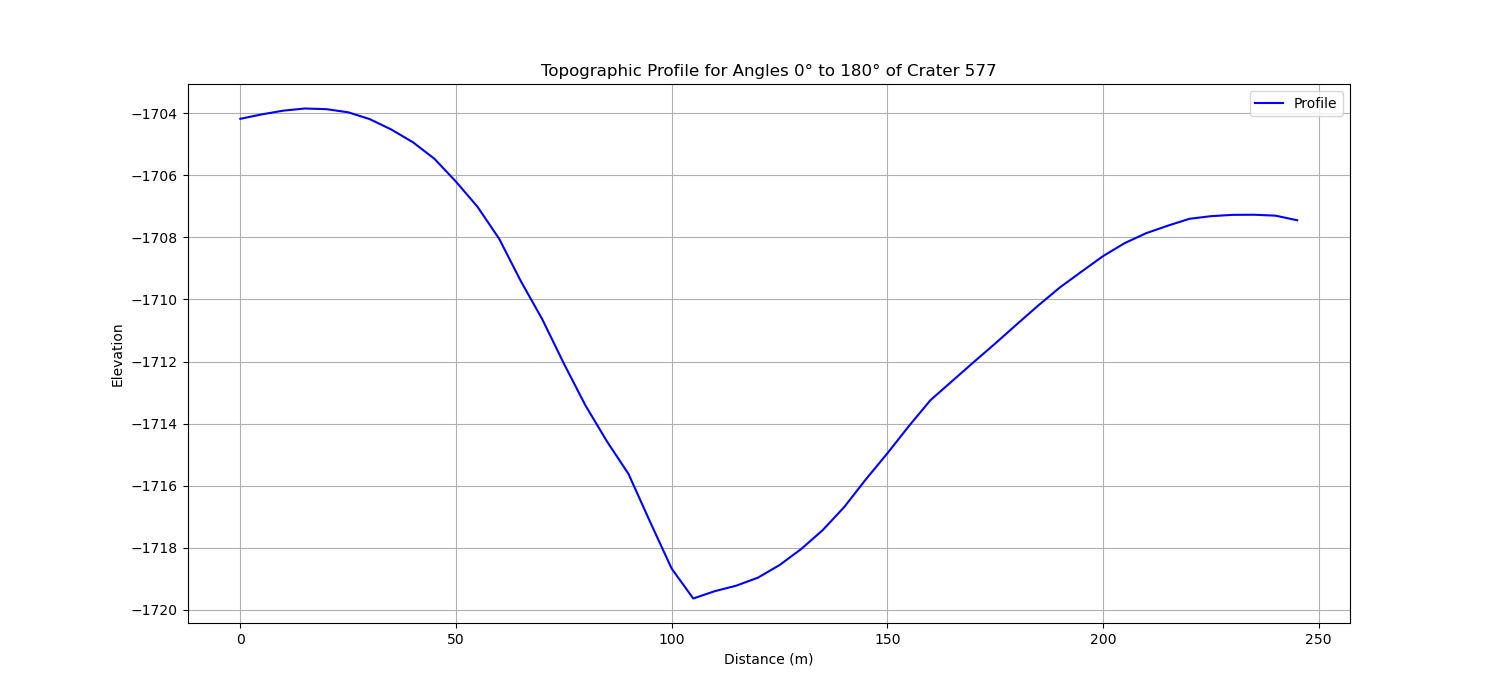 Topographic Profile for Angles 0° to 180° of Crater 577
Profile
−1704
−1706
−1708
−1710
−1712
−1714
−1716
−1718
−1720
Elevation
0 50 100 150 200 250
Distance (m)